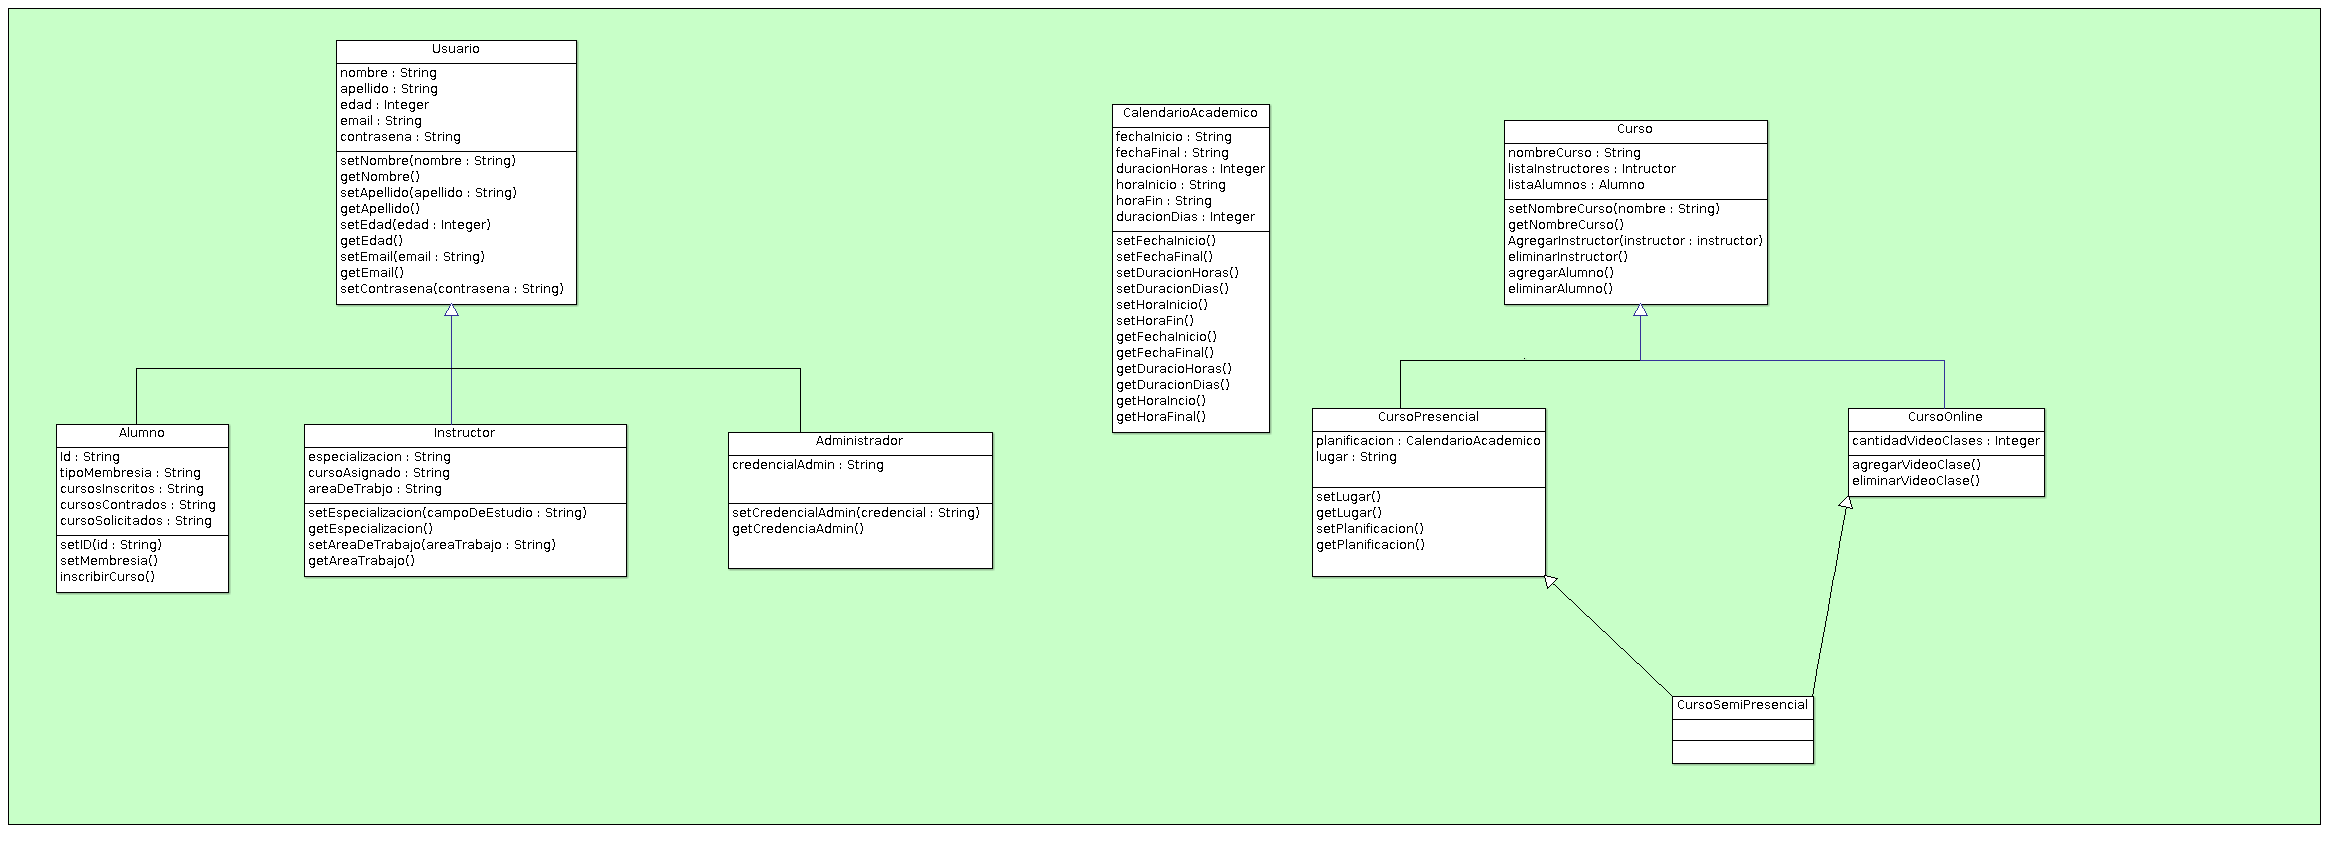 Usuario
nombre : String
apellido : String
edad : Integer
email : String
contrasena : String
setNombre(nombre : String)
getNombre()
setApellido(apellido : String)
getApellido()
setEdad(edad : Integer)
getEdad()
setEmail(email : String)
getEmail()
setContrasena(contrasena : String)
CalendarioAcademico
fechaInicio : String
fechaFinal : String
duracionHoras : Integer
horaInicio : String
horaFin : String
duracionDias : Integer
setFechaInicio()
setFechaFinal()
setDuracionHoras()
setDuracionDias()
setHoraInicio()
setHoraFin()
getFechaInicio()
getFechaFinal()
getDuracioHoras()
getDuracionDias()
getHoraIncio()
getHoraFinal()
Curso
nombreCurso : String
listaInstructores : Intructor
listaAlumnos : Alumno
setNombreCurso(nombre : String)
getNombreCurso()
AgregarInstructor(instructor : instructor)
eliminarInstructor()
agregarAlumno()
eliminarAlumno()
Alumno
Id : String
tipoMembresia : String
cursosInscritos : String
cursosContrados : String
cursoSolicitados : String
setID(id : String)
setMembresia()
inscribirCurso()
Instructor
especializacion : String
cursoAsignado : String
areaDeTrabjo : String
setEspecializacion(campoDeEstudio : String)
getEspecializacion()
setAreaDeTrabajo(areaTrabajo : String)
getAreaTrabajo()
Administrador
credencialAdmin : String
setCredencialAdmin(credencial : String)
getCredenciaAdmin()
CursoPresencial
planificacion : CalendarioAcademico
lugar : String
setLugar()
getLugar()
setPlanificacion()
getPlanificacion()
CursoOnline
cantidadVideoClases : Integer
agregarVideoClase()
eliminarVideoClase()
CursoSemiPresencial